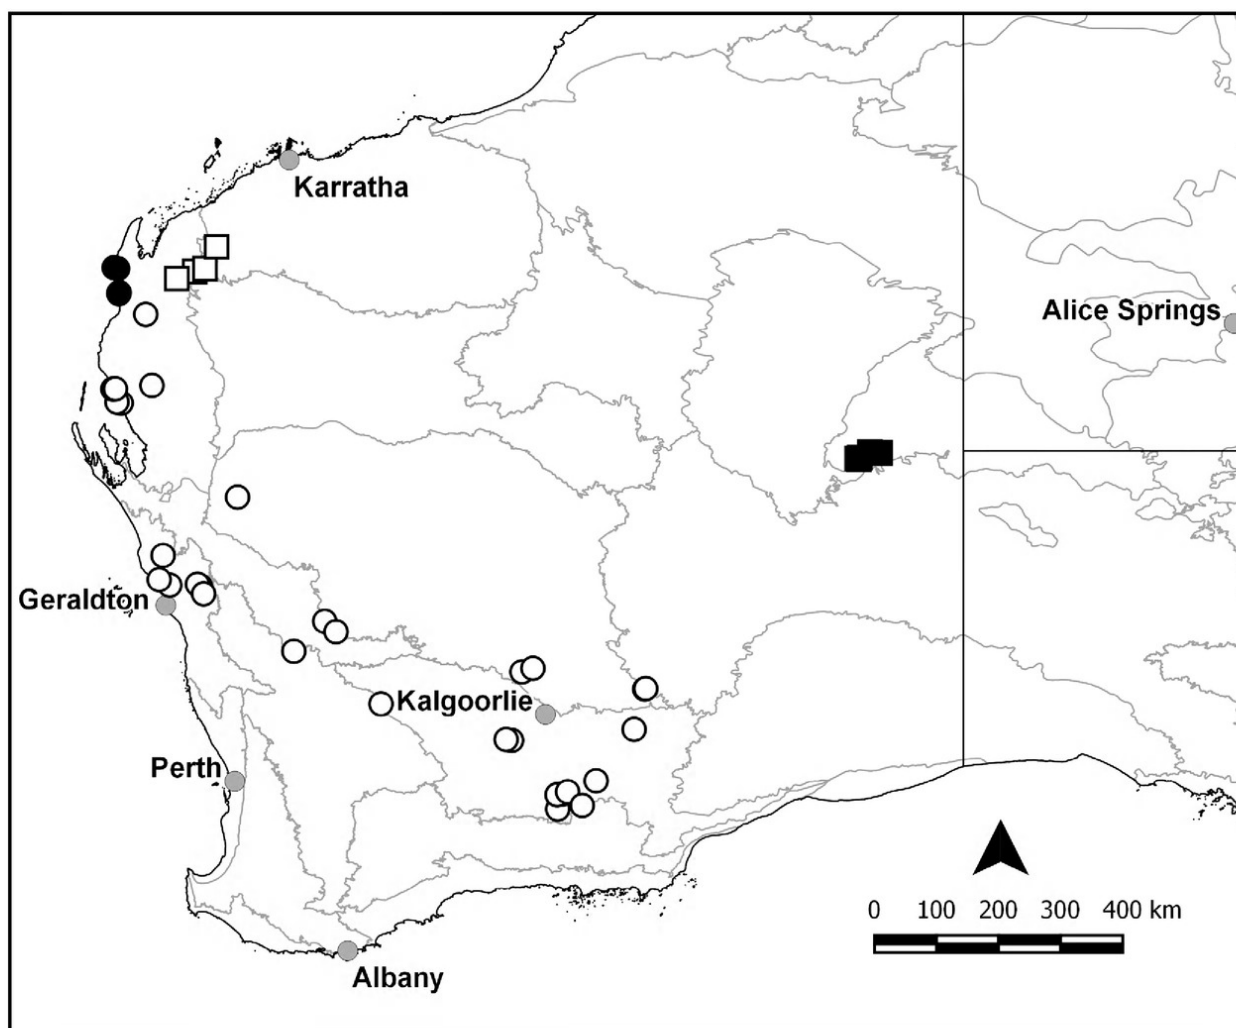 Karratha
Alice Springs
Geraldton
Kalgoorlie
Perth
0 100 200 300 400 km
Albany